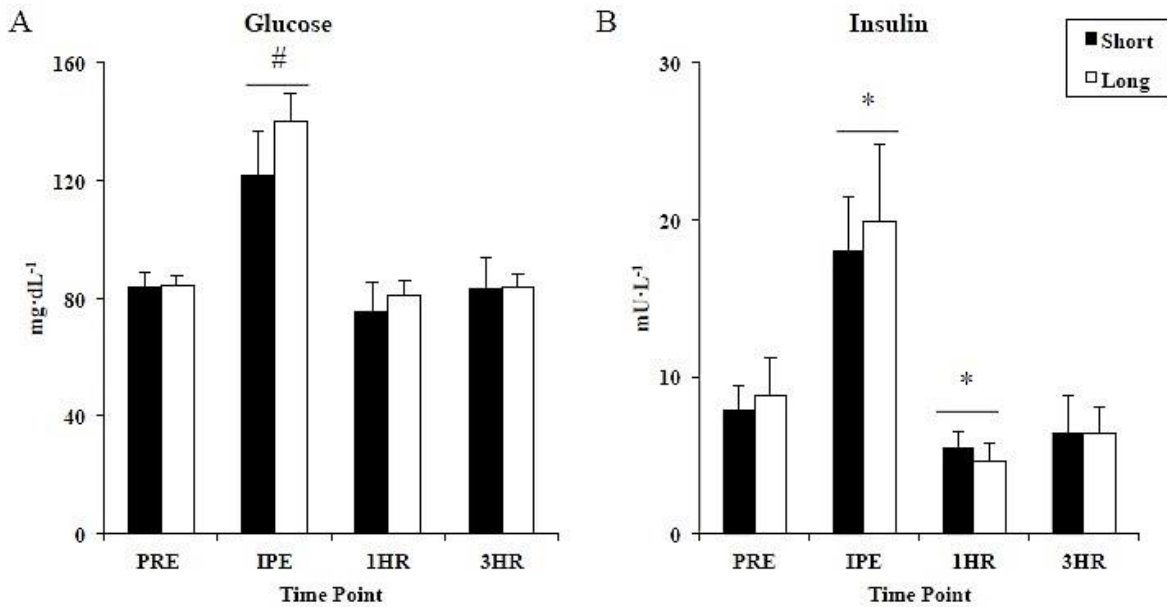 A
Glucose
160
120
80
40
0
mg·dL⁻¹
#
PRE IPE 1HR 3HR
Time Point
B
Insulin
30
20
10
0
mU·L⁻¹
*
*
PRE IPE 1HR 3HR
Time Point
Short
Long